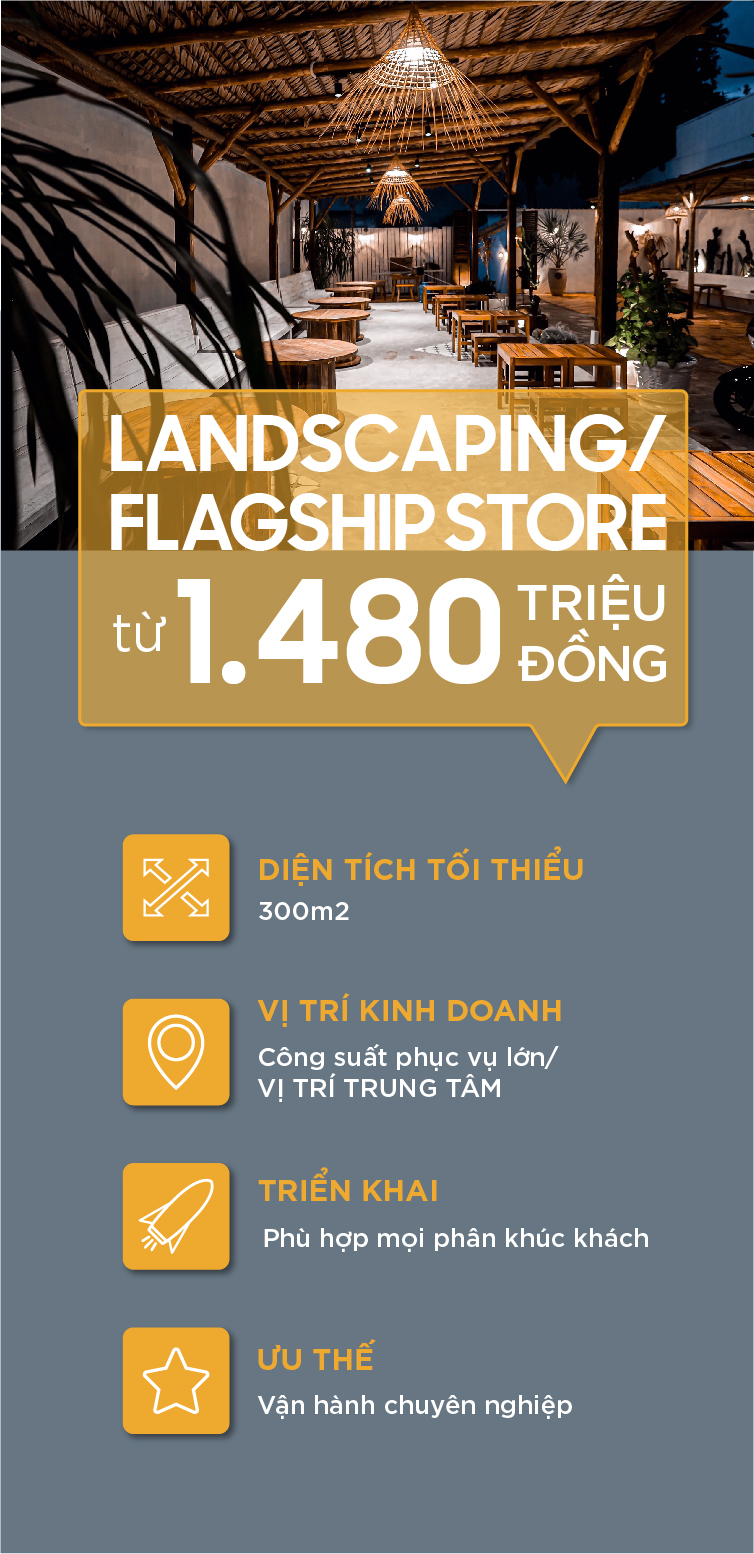 LANDSCAPING/
FLAGSHIP STORE
từ 1.480 TRIỆU
ĐỒNG
DIỆN TÍCH TỐI THIỂU
300m2
VỊ TRÍ KINH DOANH
Công suất phục vụ lớn/
VỊ TRÍ TRUNG TÂM
TRIỂN KHAI
Phù hợp mọi phân khúc khách
ƯU THẾ
Vận hành chuyên nghiệp